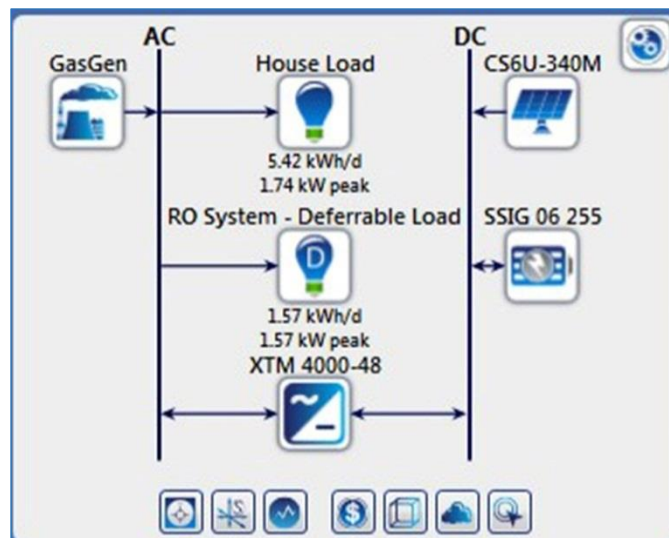 AC
DC
GasGen
House Load
CS6U-340M
5.42 kWh/d
1.74 kW peak
RO System - Deferrable Load
SSIG 06 255
D
1.57 kWh/d
1.57 kW peak
XTM 4000-48